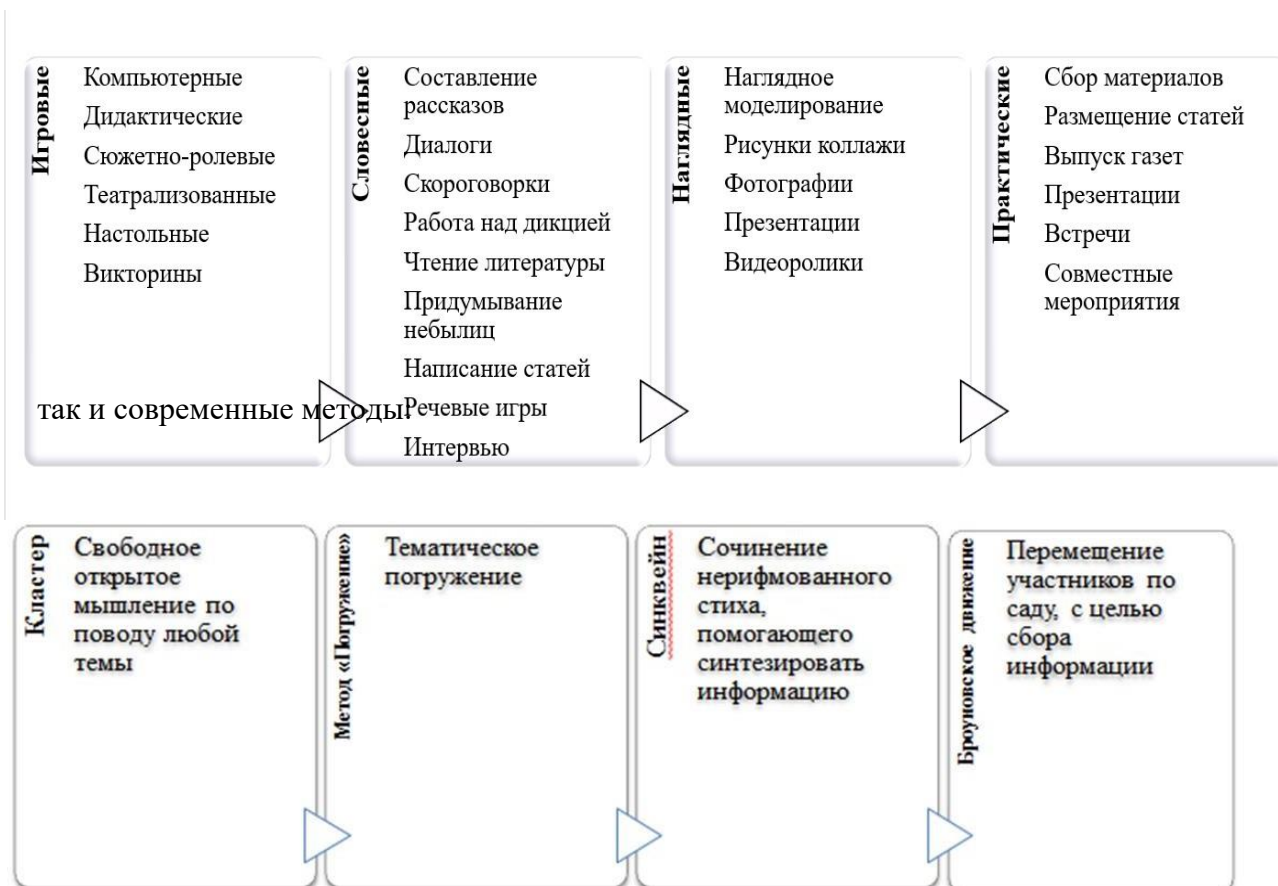 Игровые
Компьютерные
Дидактические
Сюжетно-ролевые
Театрализованные
Настольные
Викторины
Словесные
Составление
рассказов
Диалоги
Скороговорки
Работа над дикцией
Чтение литературы
Придумывание
небылиц
Написание статей
Речевые игры
Интервью
Наглядные
Наглядное
моделирование
Рисунки коллажи
Фотографии
Презентации
Видеоролики
Практические
Сбор материалов
Размещение статей
Выпуск газет
Презентации
Встречи
Совместные
мероприятия
так и современные методы:
Кластер
Свободное
открытое
мышление по
поводу любой
темы
Метод «Погружение»
Тематическое
погружение
Синквейн
Сочинение
нерифмованного
стиха,
помогающего
синтезировать
информацию
Броуновское движение
Перемещение
участников по
саду, с целью
сбора
информации